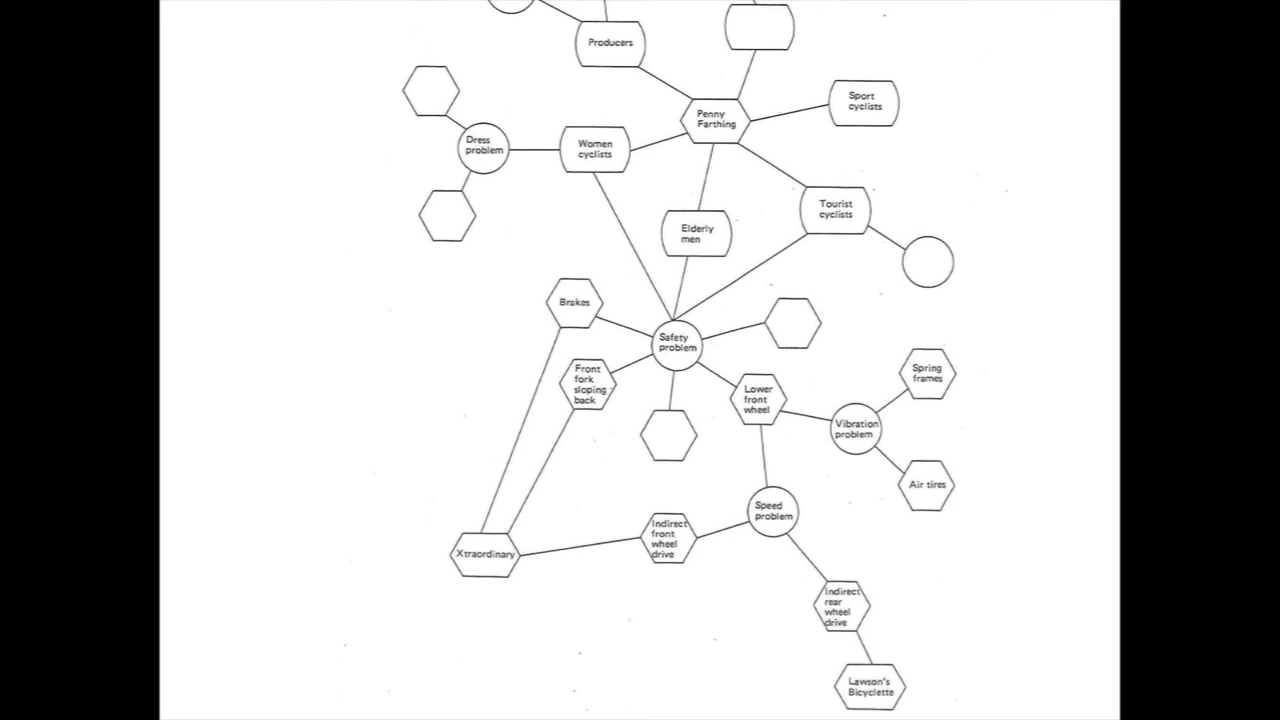 Producers
Penny
Farthing
Sport
cyclists
Dress
problem
Women
cyclists
Tourist
cyclists
Elderly
men
Brakes
Safety
problem
Front
fork
sloping
back
Lower
front
wheel
Spring
frames
Vibration
problem
Air tires
Speed
problem
Indirect
front
wheel
drive
Xtraordinary
Indirect
rear
wheel
drive
Lawson's
Bicyclette